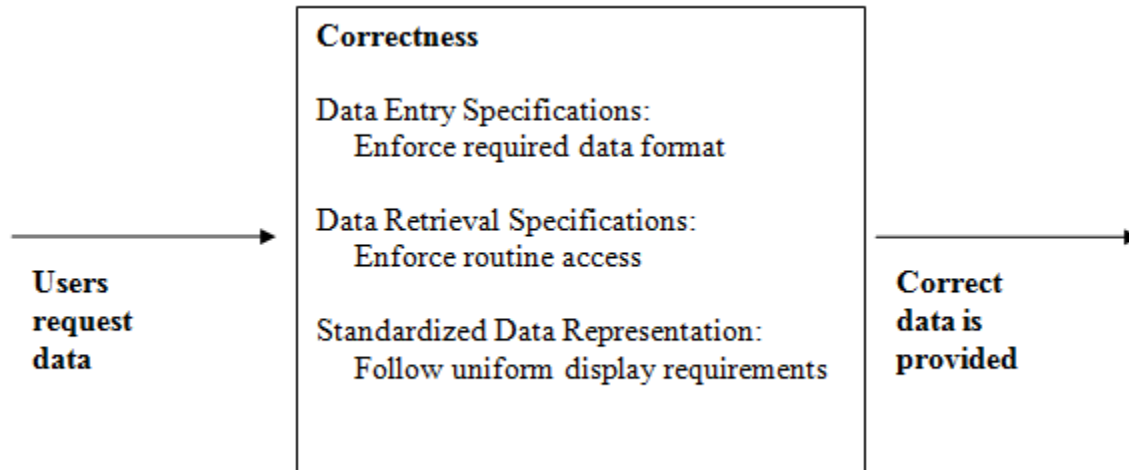 Correctness
Data Entry Specifications:
Enforce required data format
Data Retrieval Specifications:
Enforce routine access
Standardized Data Representation:
Follow uniform display requirements
Users
request
data
Correct
data is
provided